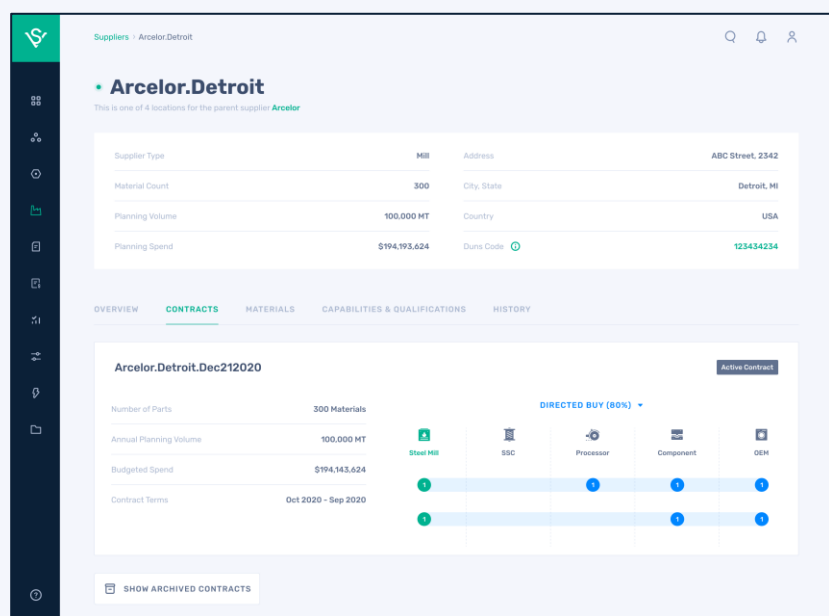 Suppliers › Arcelor.Detroit
Arcelor.Detroit
This is one of 4 locations for the parent supplier Arcelor
Supplier Type Mill
Material Count 300
Planning Volume 100,000 MT
Planning Spend $194,193,624
Address ABC Street, 2342
City, State Detroit, MI
Country USA
Duns Code 123434234
OVERVIEW CONTRACTS MATERIALS CAPABILITIES & QUALIFICATIONS HISTORY
Arcelor.Detroit.Dec212020 Active Contract
Number of Parts 300 Materials
Annual Planning Volume 100,000 MT
Budgeted Spend $194,143,624
Contract Terms Oct 2020 - Sep 2020
DIRECTED BUY (80%)
Steel Mill SSC Processor Component OEM
1 1 1 1
1 1 1
SHOW ARCHIVED CONTRACTS